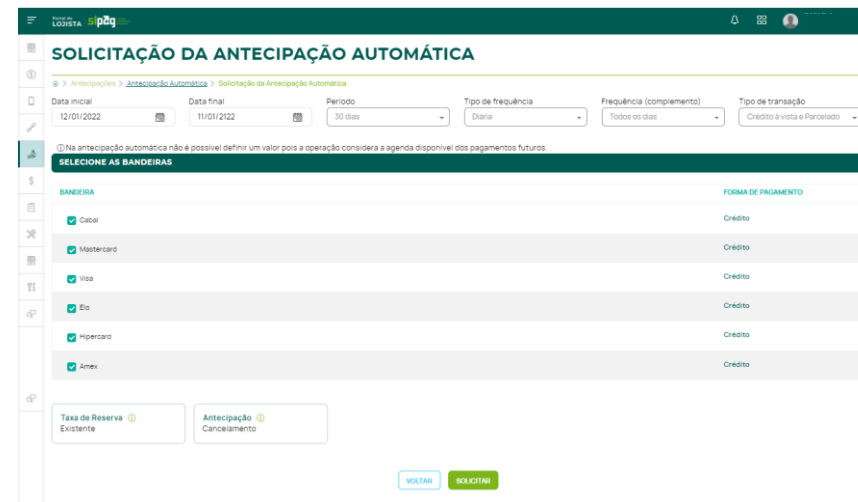 Portal do
LOJISTA sipag
SOLICITAÇÃO DA ANTECIPAÇÃO AUTOMÁTICA
> Antecipações > Antecipação Automática > Solicitação da Antecipação Automática
Data inicial Data final Período Tipo de frequência Frequência (complemento) Tipo de transação
12/01/2022 11/01/2122 30 dias Diária Todos os dias Crédito à vista e Parcelado
Na antecipação automática não é possível definir um valor pois a operação considera a agenda disponível dos pagamentos futuros.
SELECIONE AS BANDEIRAS
BANDEIRA FORMA DE PAGAMENTO
Cabal Crédito
Mastercard Crédito
Visa Crédito
Elo Crédito
Hipercard Crédito
Amex Crédito
Taxa de Reserva Antecipação
Existente Cancelamento
VOLTAR SOLICITAR